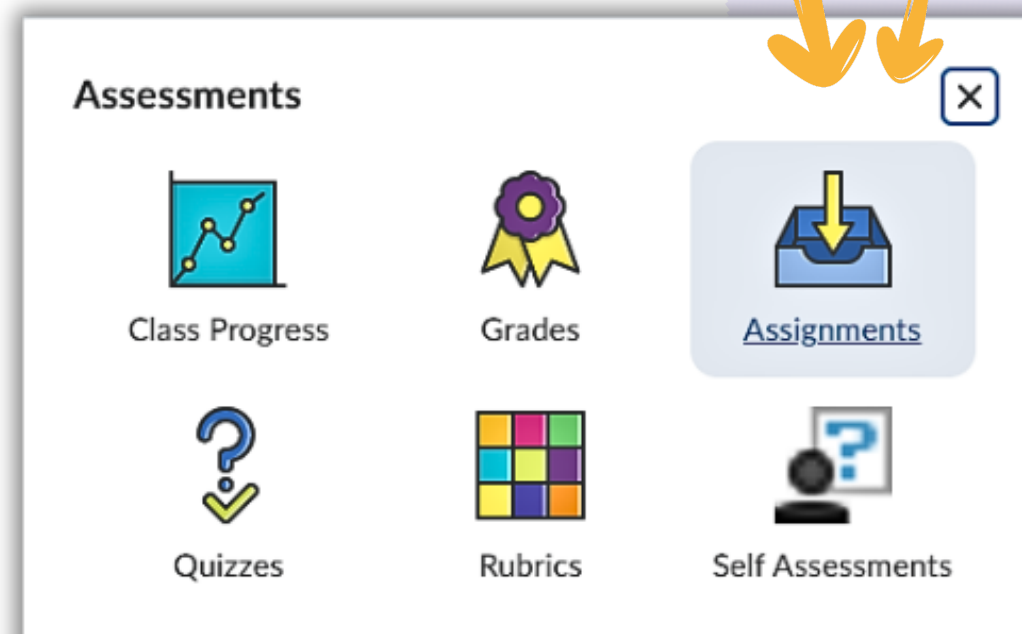 Assessments
Class Progress
Grades
Assignments
Quizzes
Rubrics
Self Assessments